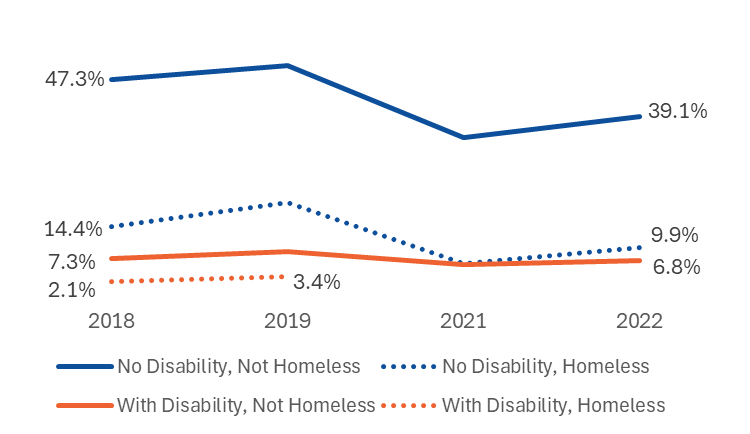 47.3%
39.1%
14.4%
9.9%
7.3%
6.8%
2.1%
3.4%
2018 2019 2021 2022
No Disability, Not Homeless No Disability, Homeless
With Disability, Not Homeless With Disability, Homeless